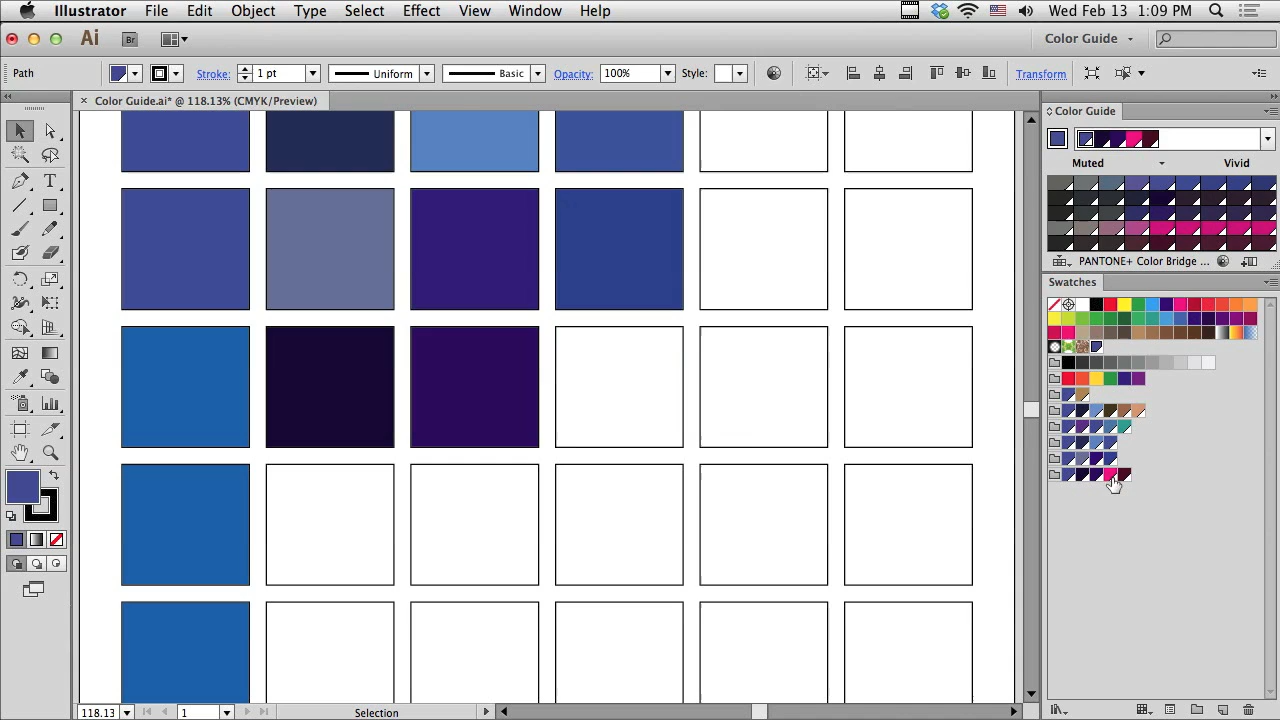 Illustrator File Edit Object Type Select Effect View Window Help Wed Feb 13 1:09 PM
Ai Br Color Guide
Path Stroke: 1 pt Uniform Basic Opacity: 100% Style: Transform
Color Guide.ai* @ 118.13% (CMYK/Preview)
Color Guide
Muted Vivid
PANTONE+ Color Bridge ...
Swatches
118.13 1 Selection